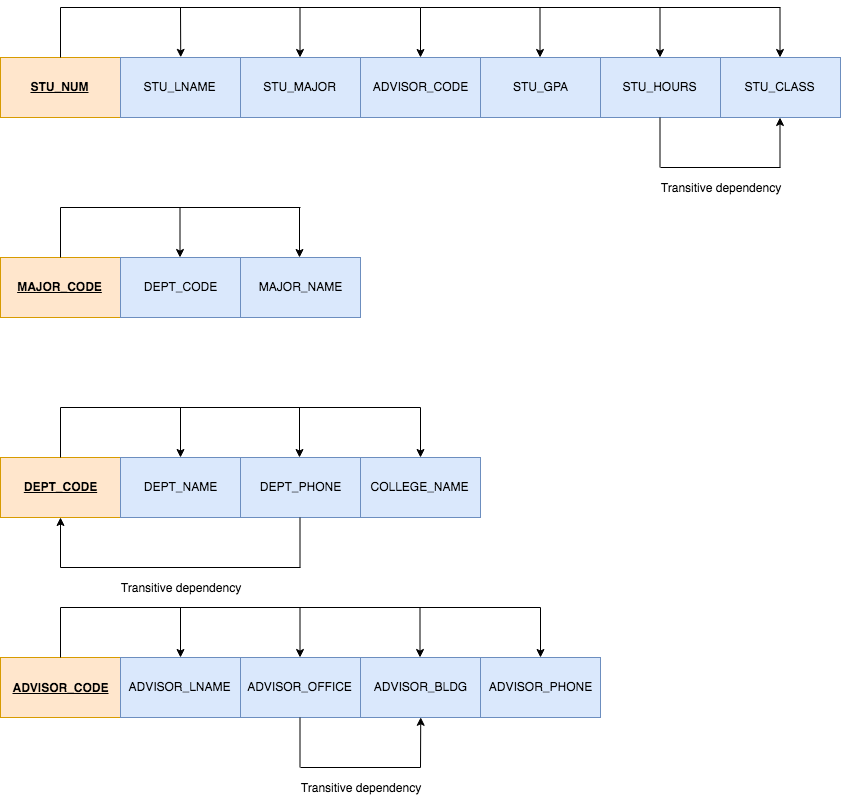 STU_NUM STU_LNAME STU_MAJOR ADVISOR_CODE STU_GPA STU_HOURS STU_CLASS
Transitive dependency
MAJOR_CODE DEPT_CODE MAJOR_NAME
DEPT_CODE DEPT_NAME DEPT_PHONE COLLEGE_NAME
Transitive dependency
ADVISOR_CODE ADVISOR_LNAME ADVISOR_OFFICE ADVISOR_BLDG ADVISOR_PHONE
Transitive dependency